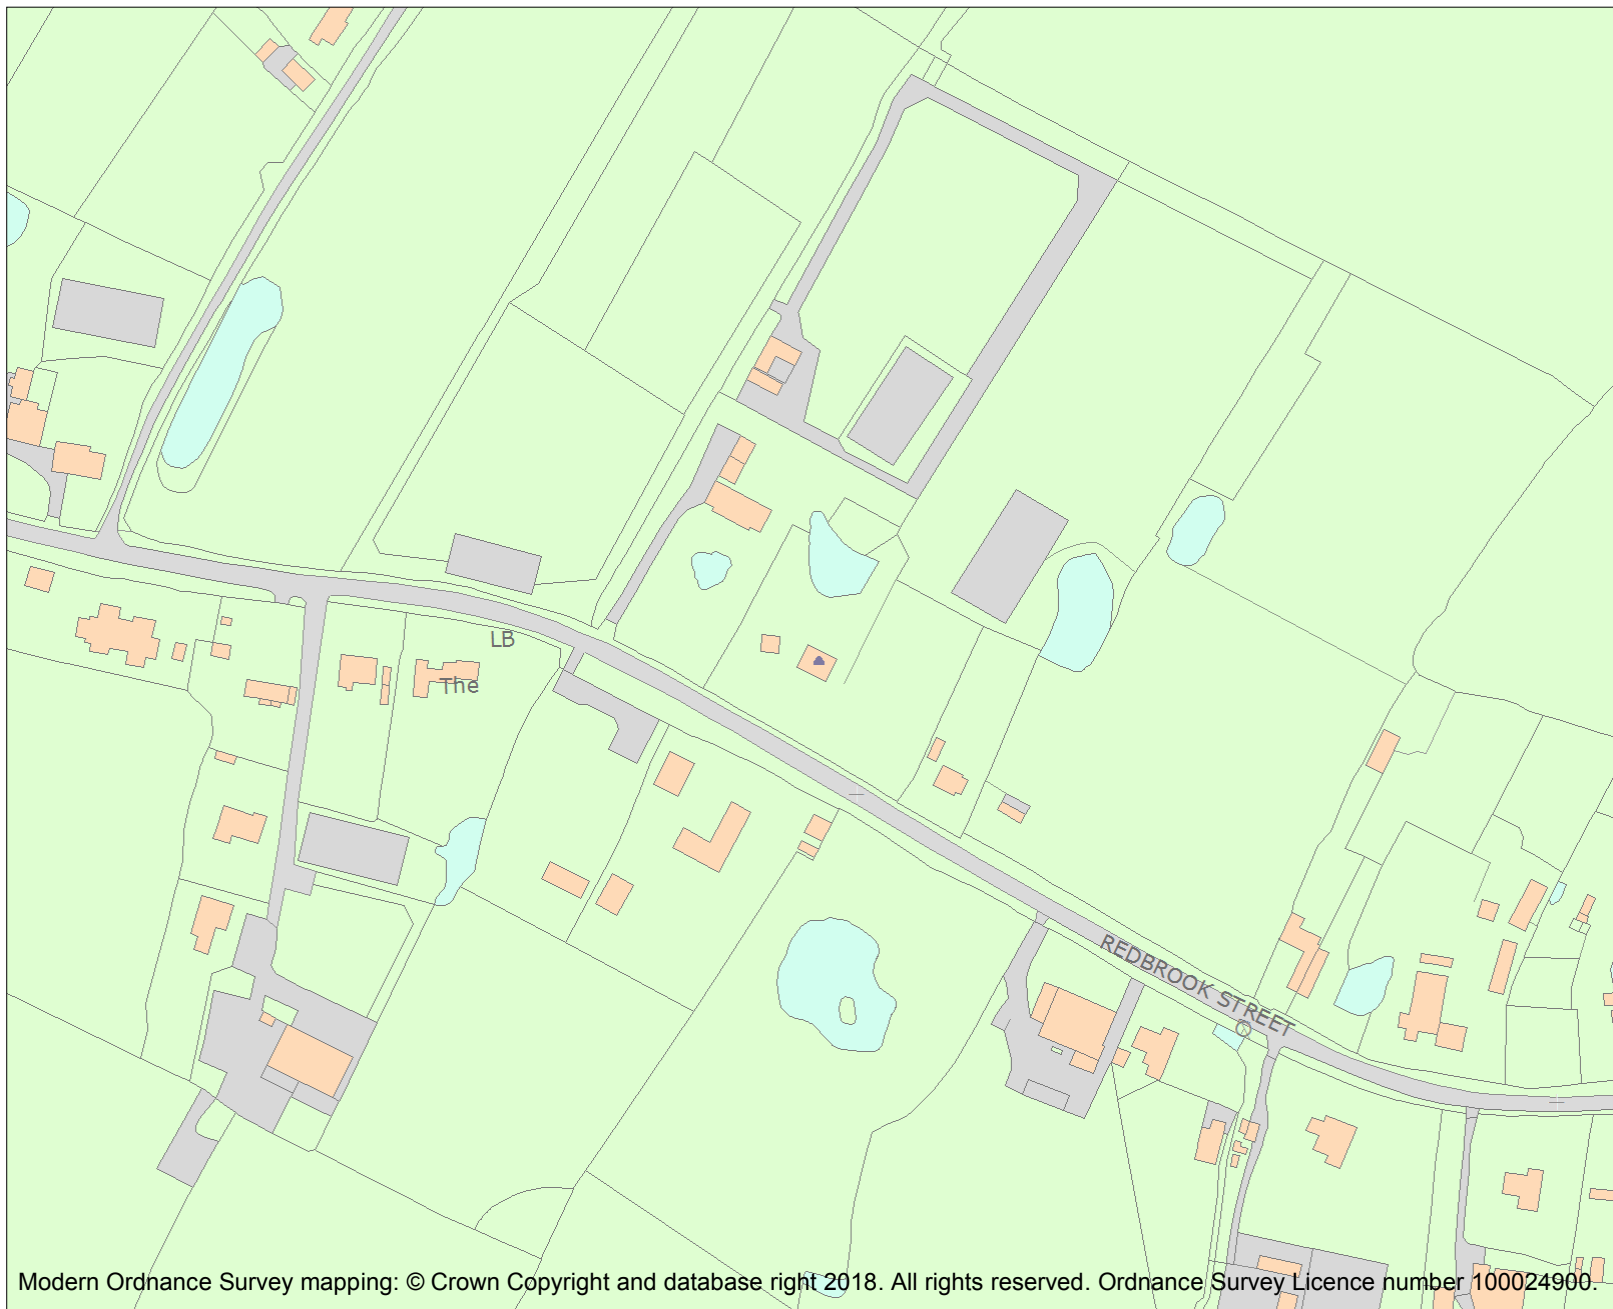 LB
The
REDBROOK STREET
Modern Ordnance Survey mapping: © Crown Copyright and database right 2018. All rights reserved. Ordnance Survey Licence number 100024900.